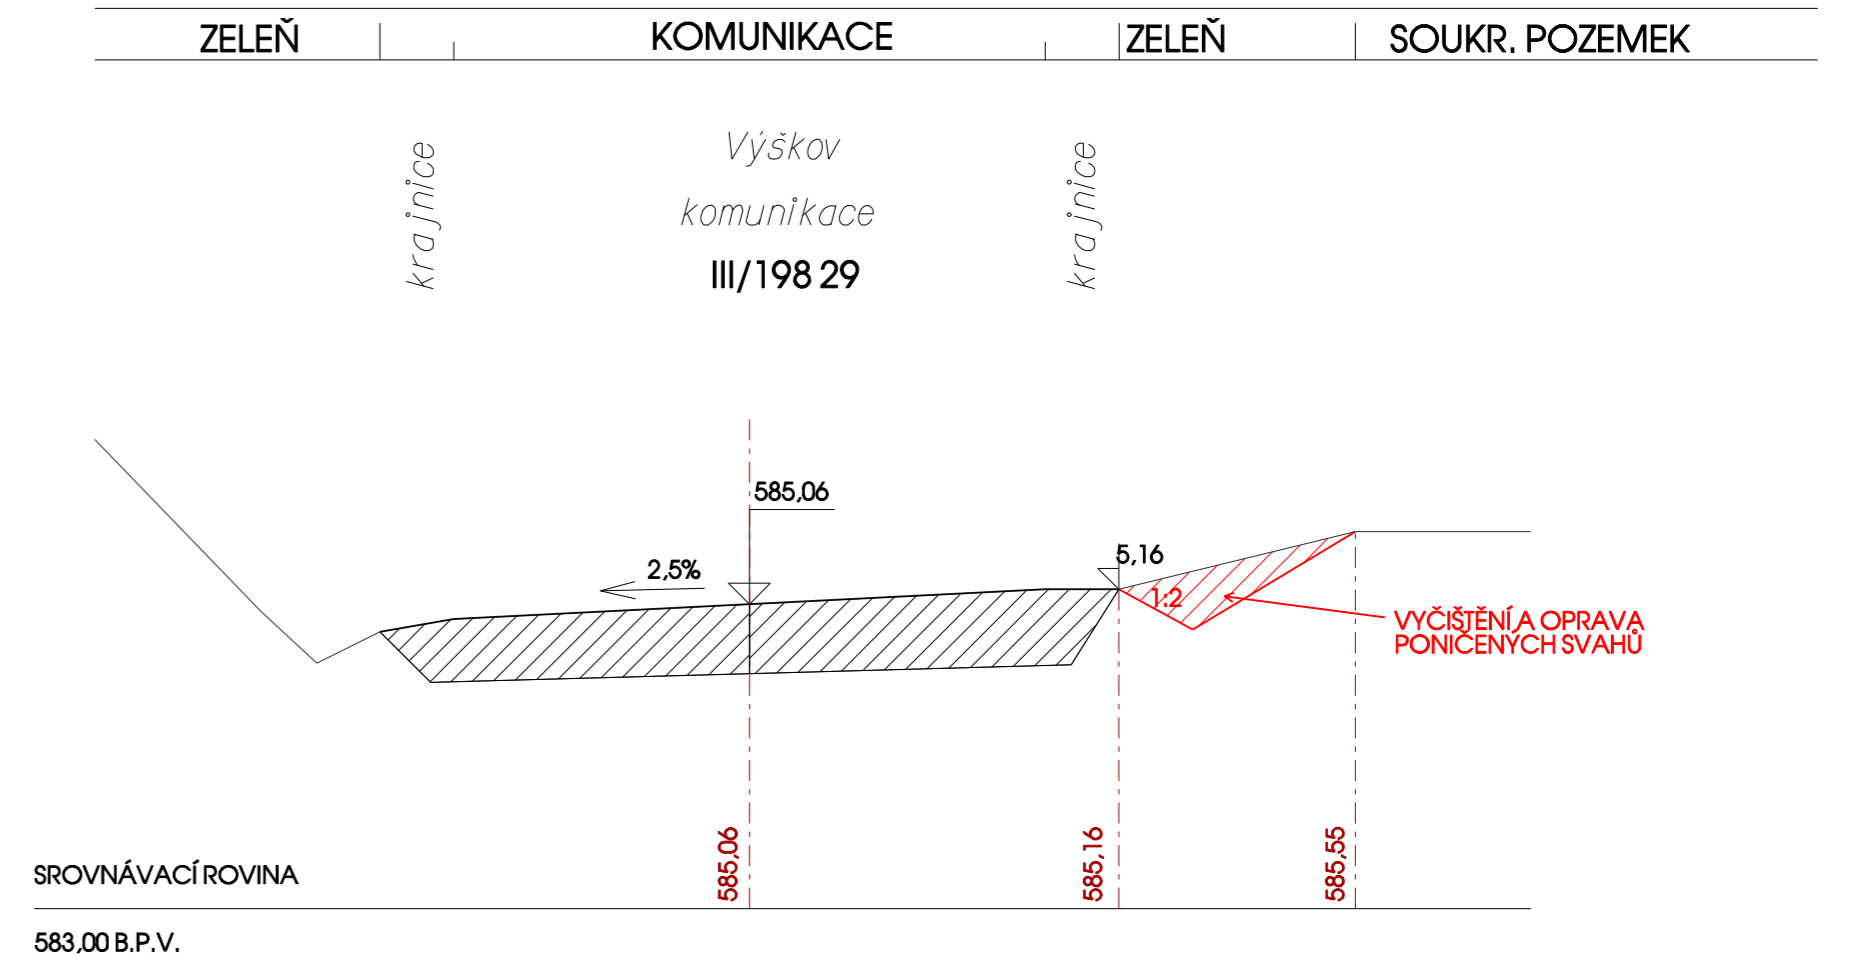 ZELEŇ
KOMUNIKACE
ZELEŇ
SOUKR. POZEMEK
krajnice
Výškov
komunikace
III/198 29
krajnice
585,06
2,5%
5,16
1:2
VYČIŠTĚNÍ A OPRAVA
PONIČENÝCH SVAHŮ
585,06
585,16
585,55
SROVNÁVACÍ ROVINA
583,00 B.P.V.